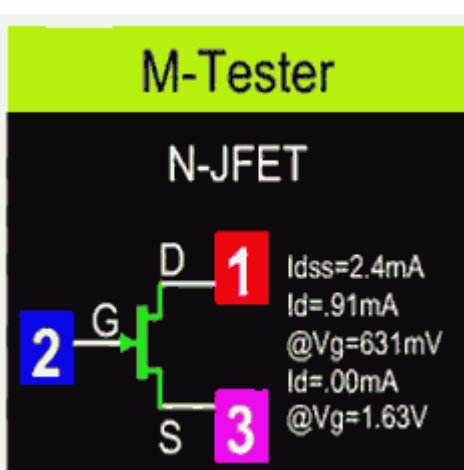 M-Tester
N-JFET
D
1
Idss=2.4mA
Id=.91mA
G
@Vg=631mV
2
Id=.00mA
@Vg=1.63V
S
3